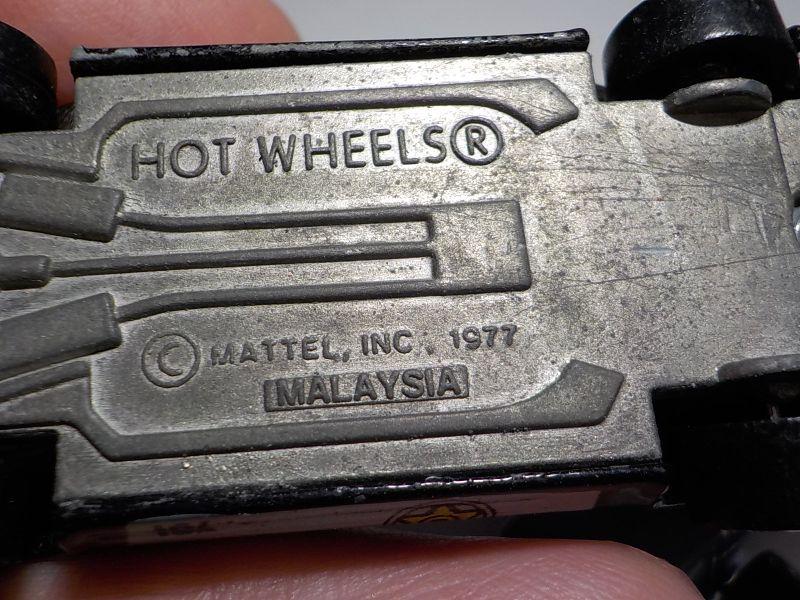 HOT WHEELS®
© MATTEL, INC. 1977
MALAYSIA